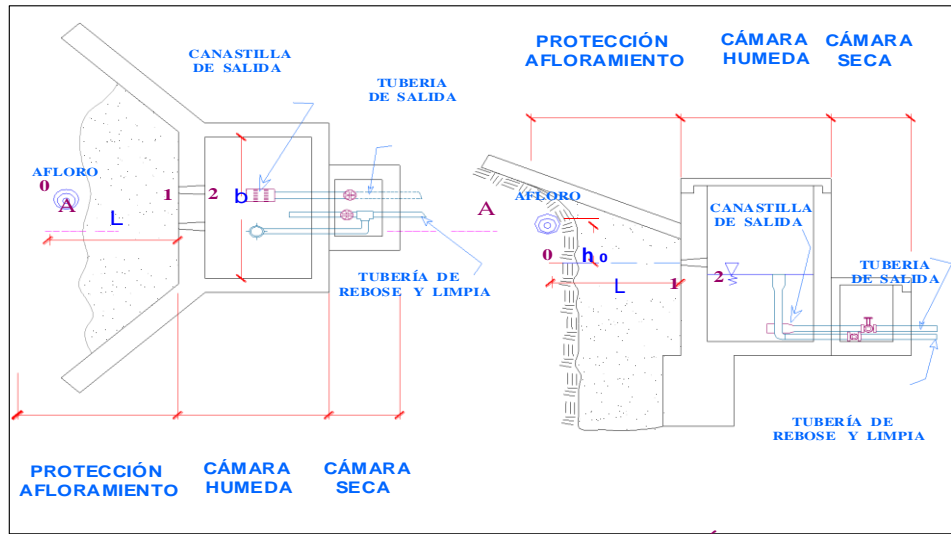 CANASTILLA
DE SALIDA
TUBERIA
DE SALIDA
AFLORO
0
A
1
2
b
L
TUBERÍA DE
REBOSE Y LIMPIA
PROTECCIÓN
AFLORAMIENTO
CÁMARA
HUMEDA
CÁMARA
SECA
PROTECCIÓN
AFLORAMIENTO
CÁMARA
HUMEDA
CÁMARA
SECA
A
AFLORO
0
h o
L
1
2
CANASTILLA
DE SALIDA
TUBERIA
DE SALIDA
TUBERÍA DE
REBOSE Y LIMPIA